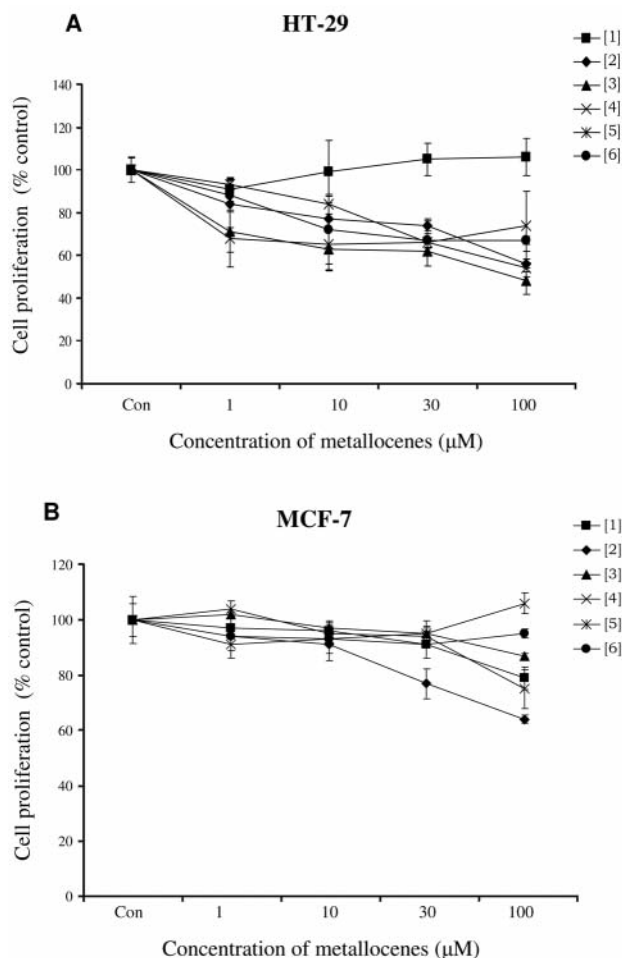 A
HT-29
[1]
[2]
[3]
[4]
[5]
[6]
140
120
100
80
60
40
20
0
Cell proliferation (% control)
Con 1 10 30 100
Concentration of metallocenes (μM)
B
MCF-7
[1]
[2]
[3]
[4]
[5]
[6]
120
100
80
60
40
20
0
Cell proliferation (% control)
Con 1 10 30 100
Concentration of metallocenes (μM)